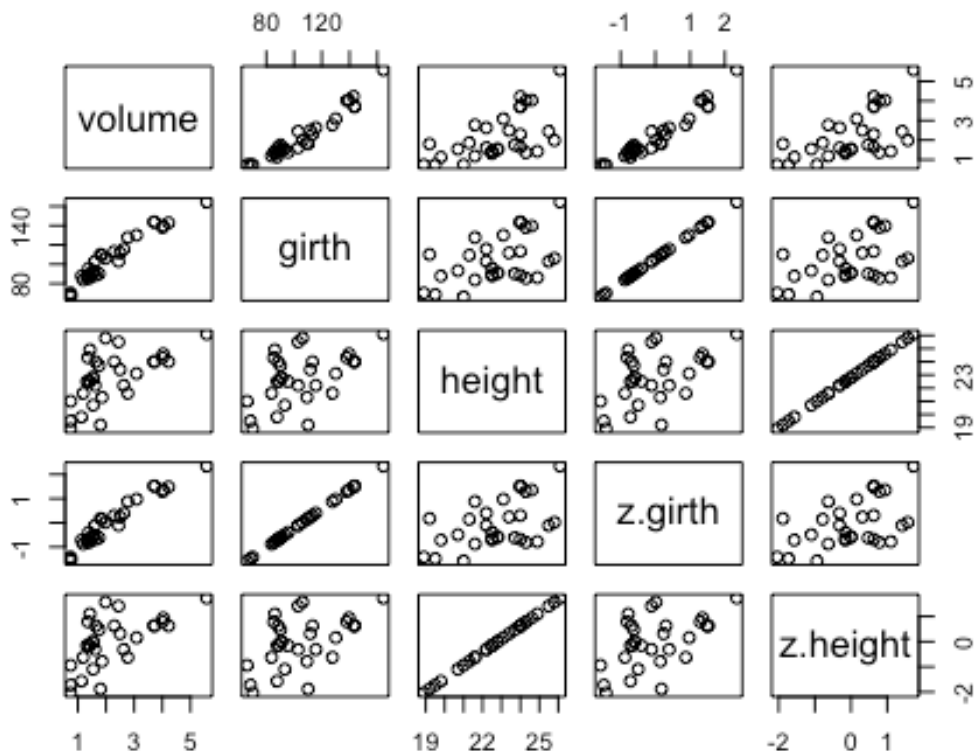 80 120 -1 1 2
volume 1 3 5
80 140 girth
height 19 23
-1 1 z.girth
z.height -2 0
1 3 5 19 22 25 -2 0 1